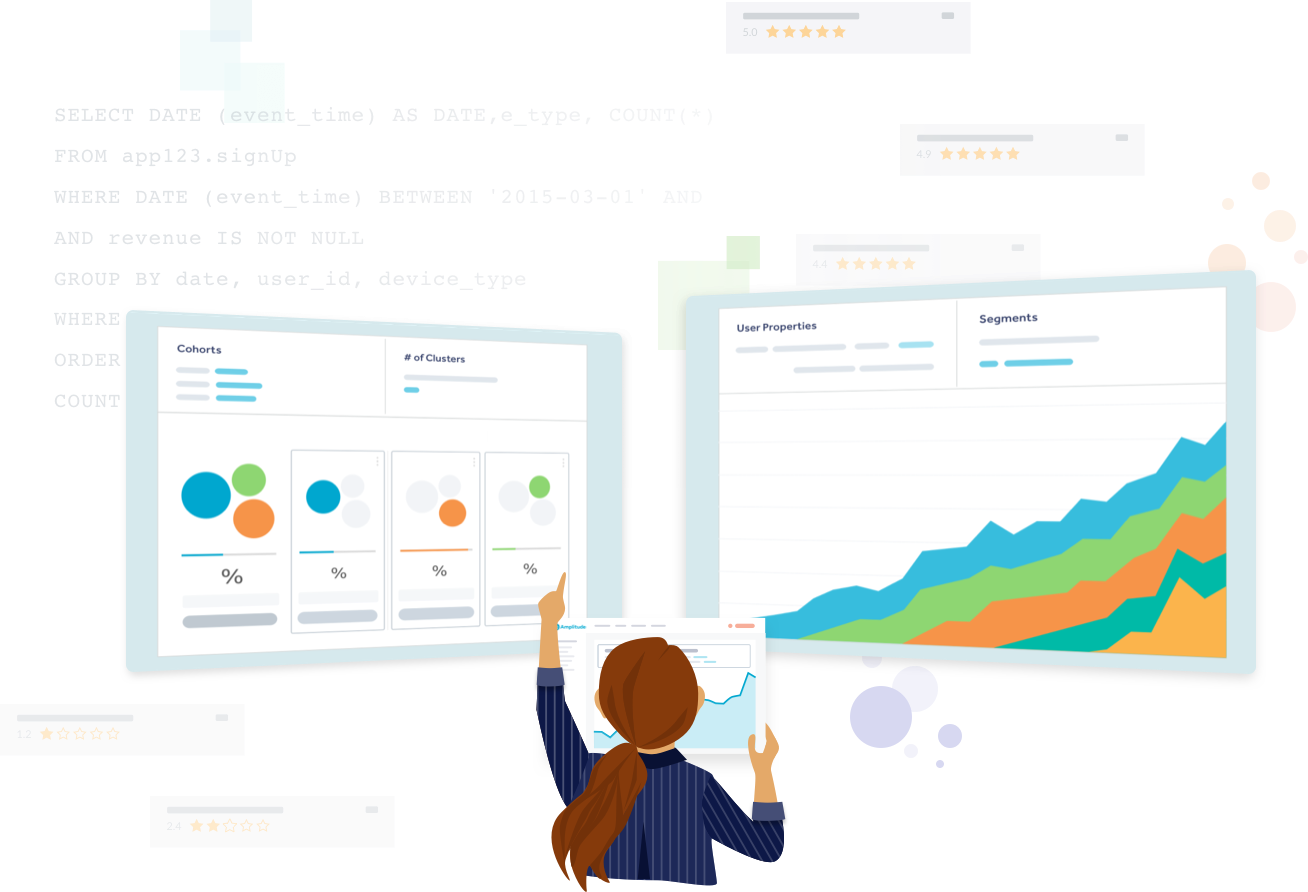 5.0
SELECT DATE (event_time) AS DATE,e_type, COUNT(*)
4.9
FROM app123.signUp
WHERE DATE (event_time) BETWEEN '2015-03-01' AND
AND revenue IS NOT NULL
4.4
GROUP BY date, user_id, device_type
WHERE
ORDER
COUNT
Cohorts
# of Clusters
%
%
%
%
User Properties
Segments
Amplitude
1.2
2.4